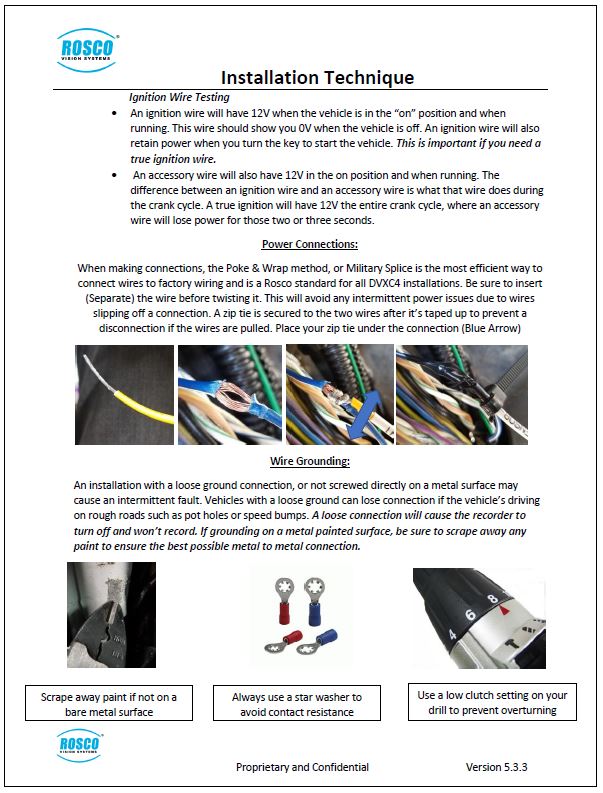 ROSCO
VISION SYSTEMS
Installation Technique
Ignition Wire Testing
• An ignition wire will have 12V when the vehicle is in the “on” position and when
running. This wire should show you 0V when the vehicle is off. An ignition wire will also
retain power when you turn the key to start the vehicle. This is important if you need a
true ignition wire.
• An accessory wire will also have 12V in the on position and when running. The
difference between an ignition wire and an accessory wire is what that wire does during
the crank cycle. A true ignition will have 12V the entire crank cycle, where an accessory
wire will lose power for those two or three seconds.
Power Connections:
When making connections, the Poke & Wrap method, or Military Splice is the most efficient way to
connect wires to factory wiring and is a Rosco standard for all DVXC4 installations. Be sure to insert
(Separate) the wire before twisting it. This will avoid any intermittent power issues due to wires
slipping off a connection. A zip tie is secured to the two wires after it’s taped up to prevent a
disconnection if the wires are pulled. Place your zip tie under the connection (Blue Arrow)
Wire Grounding:
An installation with a loose ground connection, or not screwed directly on a metal surface may
cause an intermittent fault. Vehicles with a loose ground can lose connection if the vehicle’s driving
on rough roads such as pot holes or speed bumps. A loose connection will cause the recorder to
turn off and won’t record. If grounding on a metal painted surface, be sure to scrape away any
paint to ensure the best possible metal to metal connection.
4 6 8
Scrape away paint if not on a
bare metal surface
Always use a star washer to
avoid contact resistance
Use a low clutch setting on your
drill to prevent overturning
ROSCO
VISION SYSTEMS
Proprietary and Confidential
Version 5.3.3